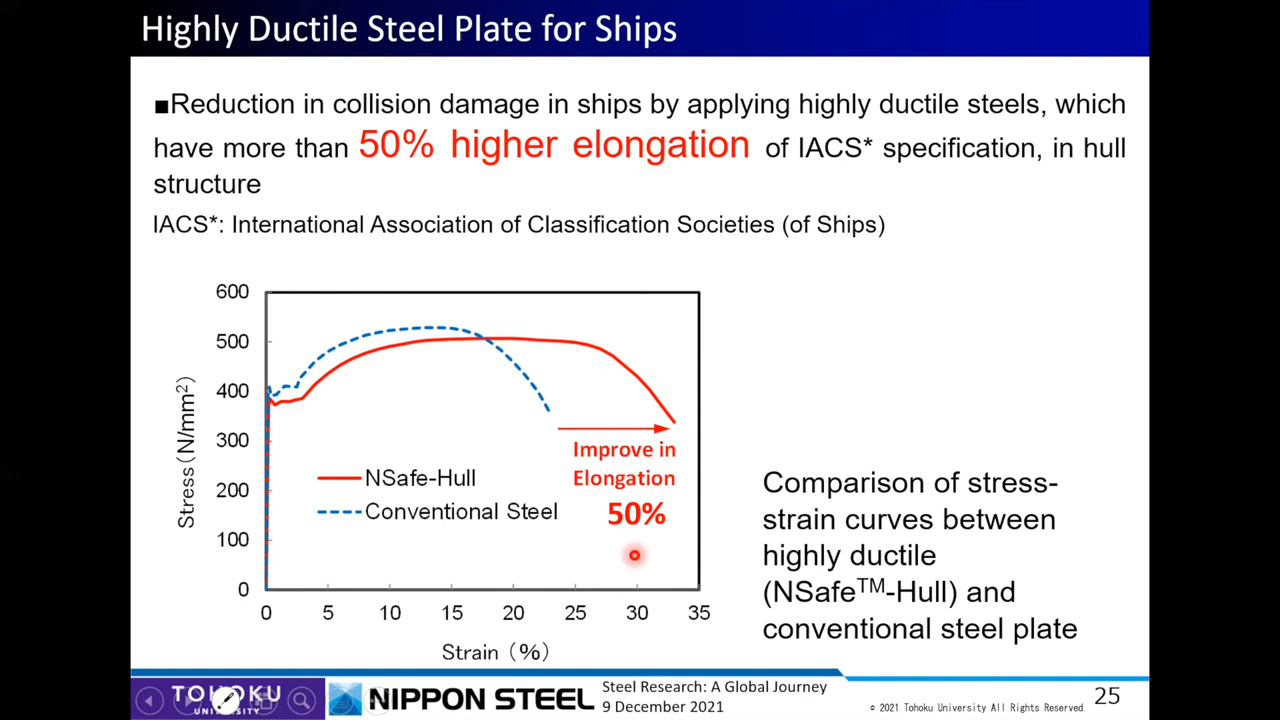 Highly Ductile Steel Plate for Ships
■Reduction in collision damage in ships by applying highly ductile steels, which
have more than 50% higher elongation of IACS* specification, in hull
structure
IACS*: International Association of Classification Societies (of Ships)
600
500
400
300
200
100
0
Stress (N/mm²)
0 5 10 15 20 25 30 35
Strain (%)
NSafe-Hull
Conventional Steel
Improve in
Elongation
50%
Comparison of stress-
strain curves between
highly ductile
(NSafe™-Hull) and
conventional steel plate
TOHOKU
UNIVERSITY
NIPPON STEEL
Steel Research: A Global Journey
9 December 2021
© 2021 Tohoku University All Rights Reserved.
25